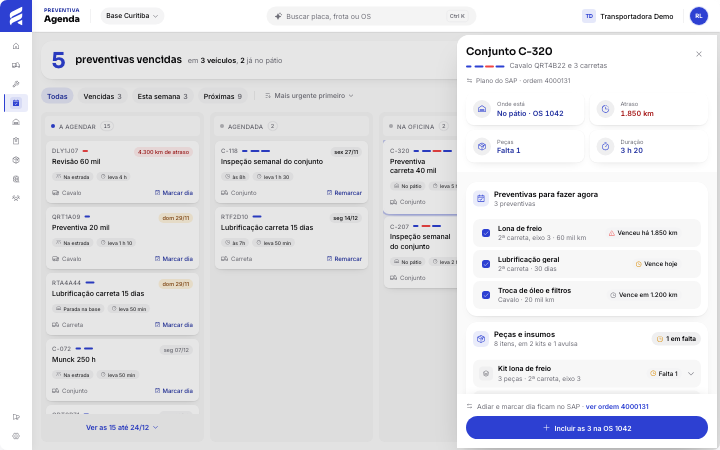 PREVENTIVA
Agenda
Base Curitiba
Buscar placa, frota ou OS
Ctrl K
TD
Transportadora Demo
RL
5 preventivas vencidas em 3 veículos, 2 já no pátio
Todas
Vencidas 3
Esta semana 3
Próximas 9
Mais urgente primeiro
A AGENDAR 15
DLY1J07
4.300 km de atraso
Revisão 60 mil
Na estrada
leva 4 h
Cavalo
Marcar dia
QRT1A09
dom 29/11
Preventiva 20 mil
Na estrada
leva 1 h 10
Cavalo
Marcar dia
RTA4A44
dom 29/11
Lubrificação carreta 15 dias
Parada na base
leva 50 min
Carreta
Marcar dia
C-072
seg 07/12
Munck 250 h
Na estrada
leva 50 min
Conjunto
Marcar dia
Ver as 15 até 24/12
AGENDADA 2
C-118
sex 27/11
Inspeção semanal do conjunto
às 8h
leva 1 h 30
Conjunto
Remarcar
RTF2D10
seg 14/12
Lubrificação carreta 15 dias
às 7h
leva 50 min
Carreta
Remarcar
NA OFICINA 2
C-320
Preventiva
carreta 40 mil
No pátio
Conjunto
C-207
Inspeção semanal
do conjunto
No pátio
Conjunto
Conjunto C-320
Cavalo QRT4B22 e 3 carretas
Plano do SAP · ordem 4000131
Onde está
No pátio · OS 1042
Atraso
1.850 km
Peças
Falta 1
Duração
3 h 20
Preventivas para fazer agora
3 preventivas
Lona de freio
2ª carreta, eixo 3 · 60 mil km
Venceu há 1.850 km
Lubrificação geral
2ª carreta · 30 dias
Vence hoje
Troca de óleo e filtros
Cavalo · 20 mil km
Vence em 1.200 km
Peças e insumos
8 itens, em 2 kits e 1 avulsa
1 em falta
Kit lona de freio
3 peças · 2ª carreta, eixo 3
Falta 1
Adiar e marcar dia ficam no SAP · ver ordem 4000131
Incluir as 3 na OS 1042